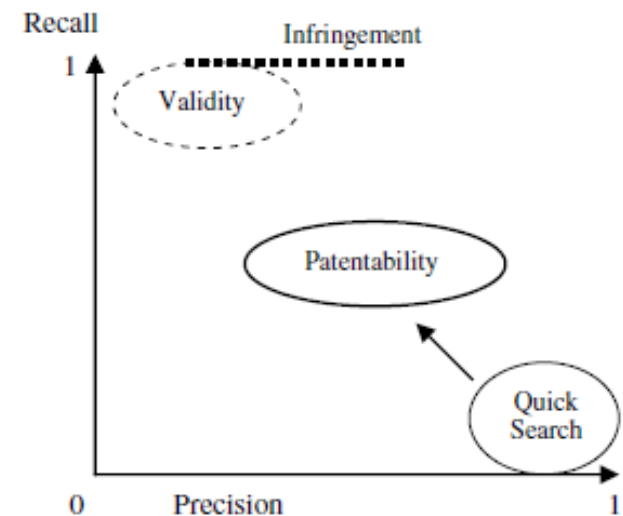 Recall
Infringement
1
Validity
Patentability
Quick
Search
0 Precision 1